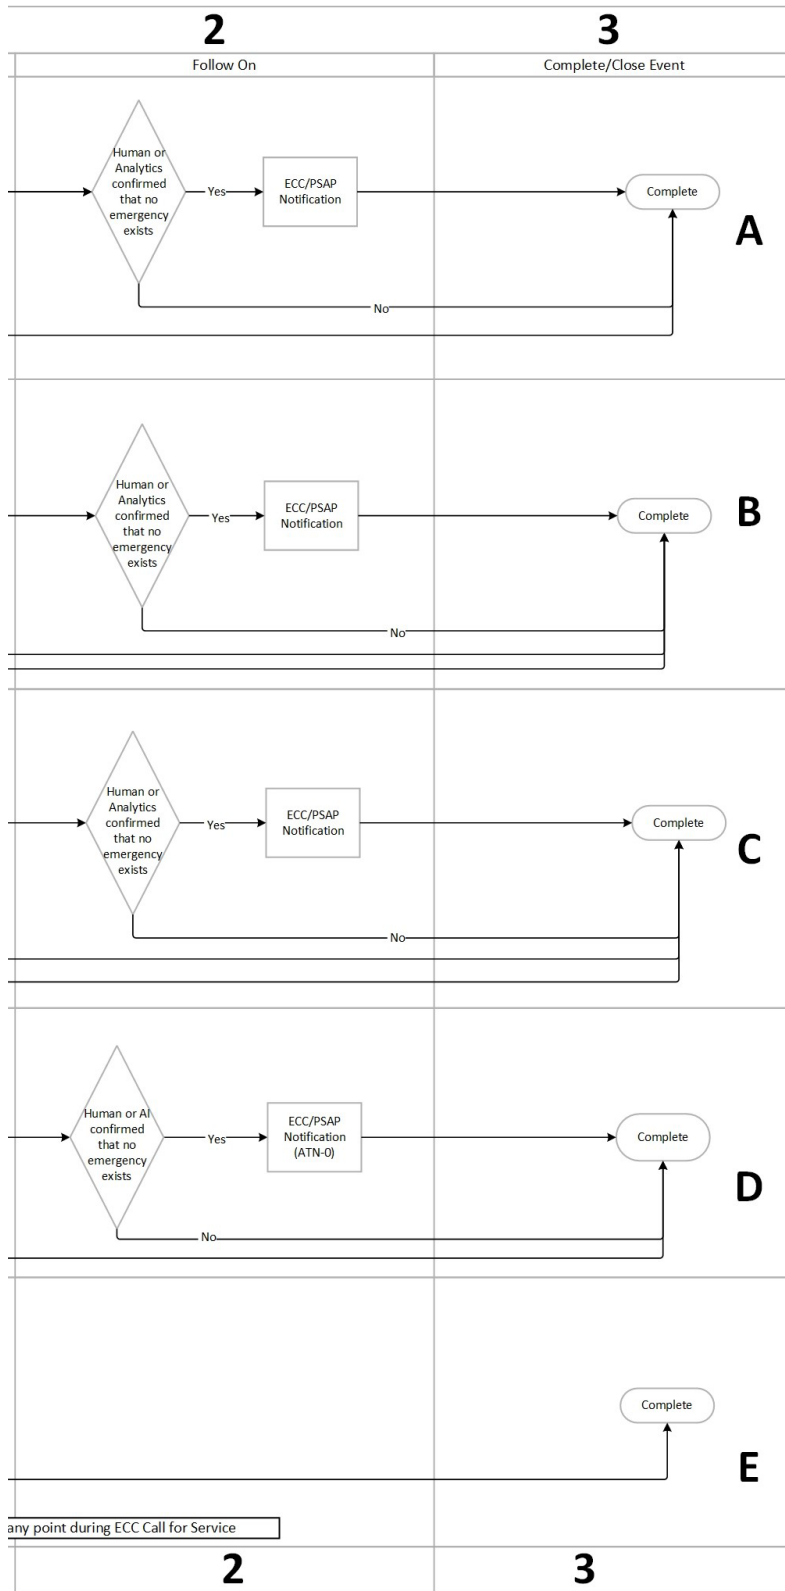 2
3
Follow On
Complete/Close Event
Human or
Analytics
confirmed
that no
emergency
exists
Yes
ECC/PSAP
Notification
Complete
A
No
Human or
Analytics
confirmed
that no
emergency
exists
Yes
ECC/PSAP
Notification
Complete
B
No
Human or
Analytics
confirmed
that no
emergency
exists
Yes
ECC/PSAP
Notification
Complete
C
No
Human or AI
confirmed
that no
emergency
exists
Yes
ECC/PSAP
Notification
(ATN-0)
Complete
D
No
Complete
E
any point during ECC Call for Service
2
3